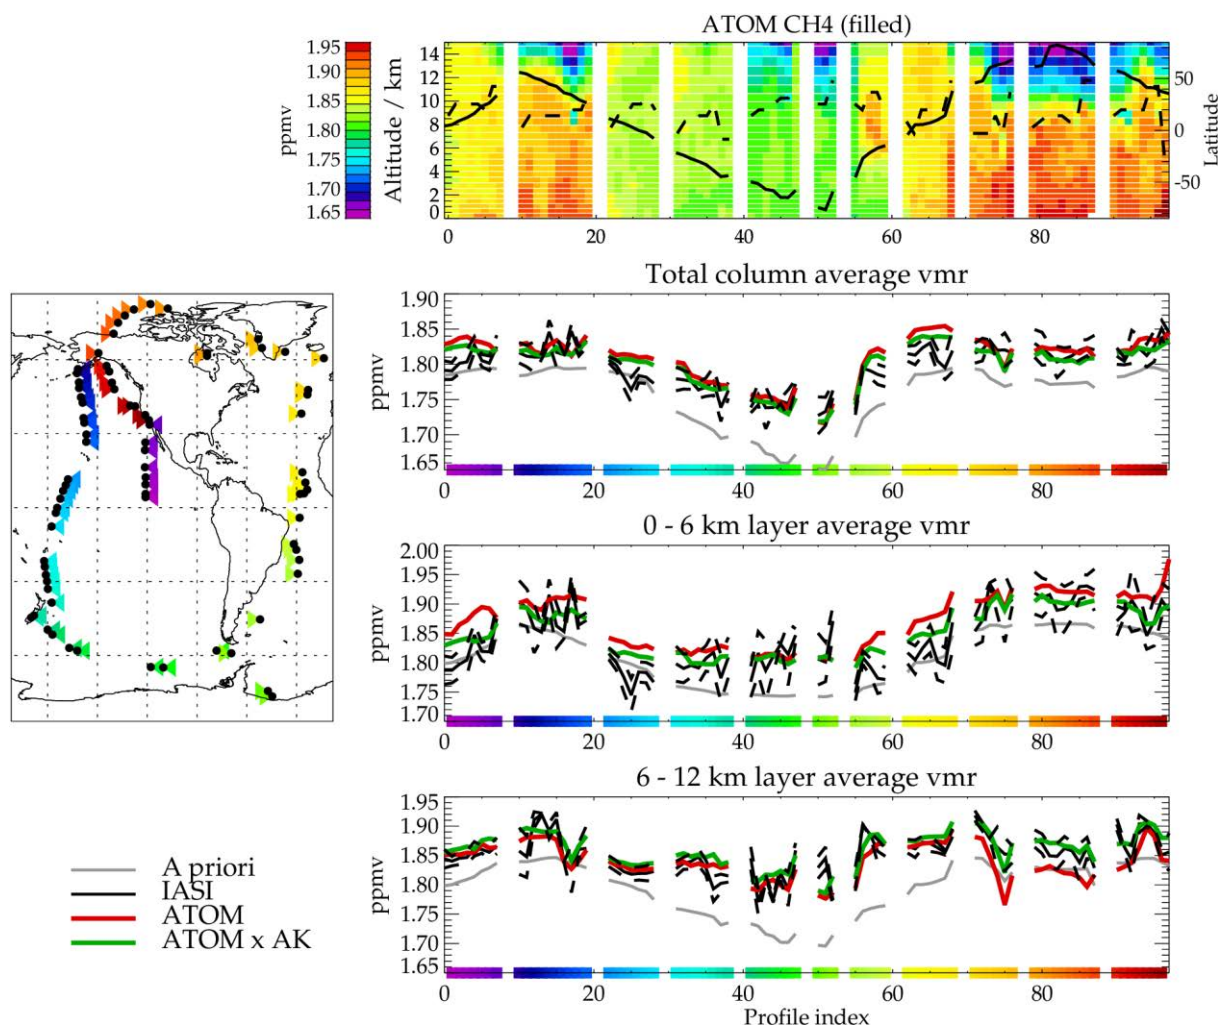 ATOM CH4 (filled)
1.95
1.90
1.85
1.80
1.75
1.70
1.65
ppmv
Altitude / km
14
12
10
8
6
4
2
0
50
0
-50
Latitude
0 20 40 60 80
Total column average vmr
1.90
1.85
1.80
1.75
1.70
1.65
ppmv
0 20 40 60 80
0 - 6 km layer average vmr
2.00
1.95
1.90
1.85
1.80
1.75
1.70
ppmv
0 20 40 60 80
6 - 12 km layer average vmr
1.95
1.90
1.85
1.80
1.75
1.70
1.65
ppmv
0 20 40 60 80
Profile index
A priori
IASI
ATOM
ATOM x AK